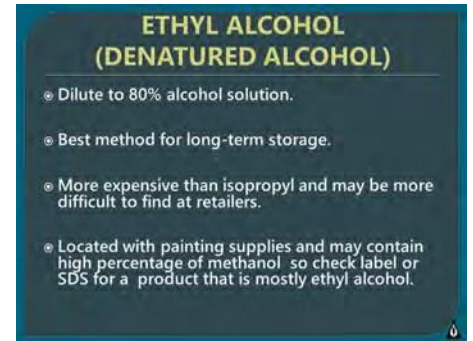 ETHYL ALCOHOL
(DENATURED ALCOHOL)
Dilute to 80% alcohol solution.
Best method for long-term storage.
More expensive than isopropyl and may be more
difficult to find at retailers.
Located with painting supplies and may contain
high percentage of methanol so check label or
SDS for a product that is mostly ethyl alcohol.